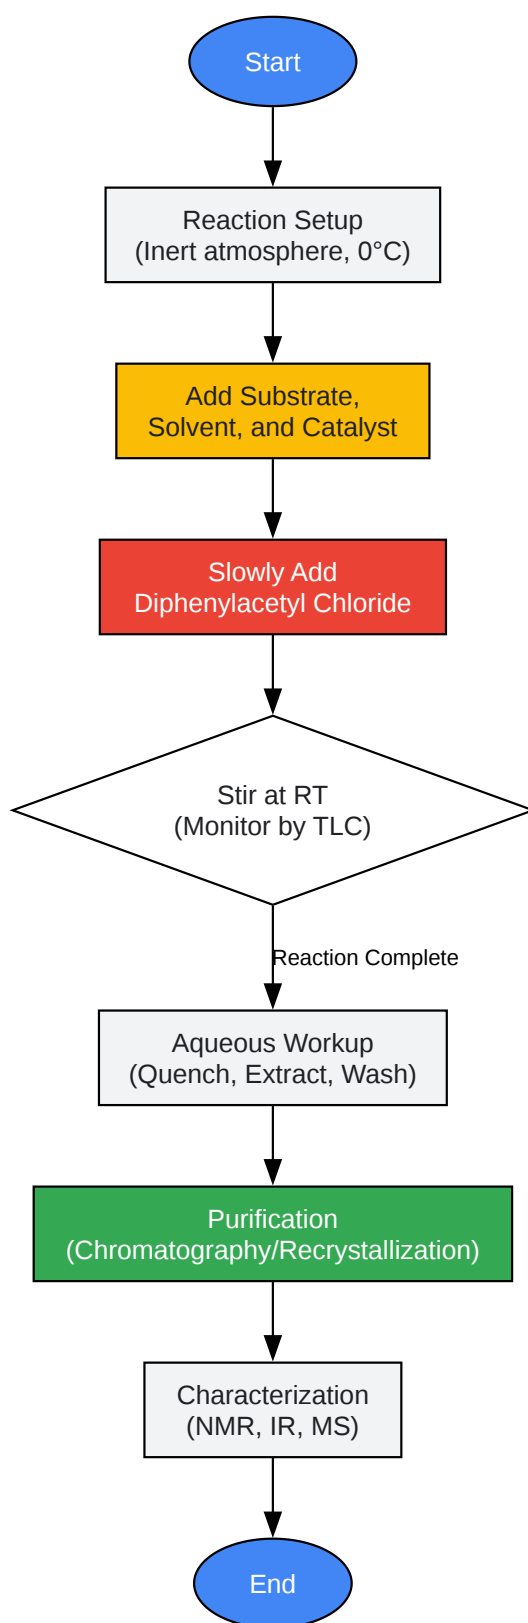 Start
Reaction Setup
(Inert atmosphere, 0°C)
Add Substrate,
Solvent, and Catalyst
Slowly Add
Diphenylacetyl Chloride
Stir at RT
(Monitor by TLC)
Reaction Complete
Aqueous Workup
(Quench, Extract, Wash)
Purification
(Chromatography/Recrystallization)
Characterization
(NMR, IR, MS)
End